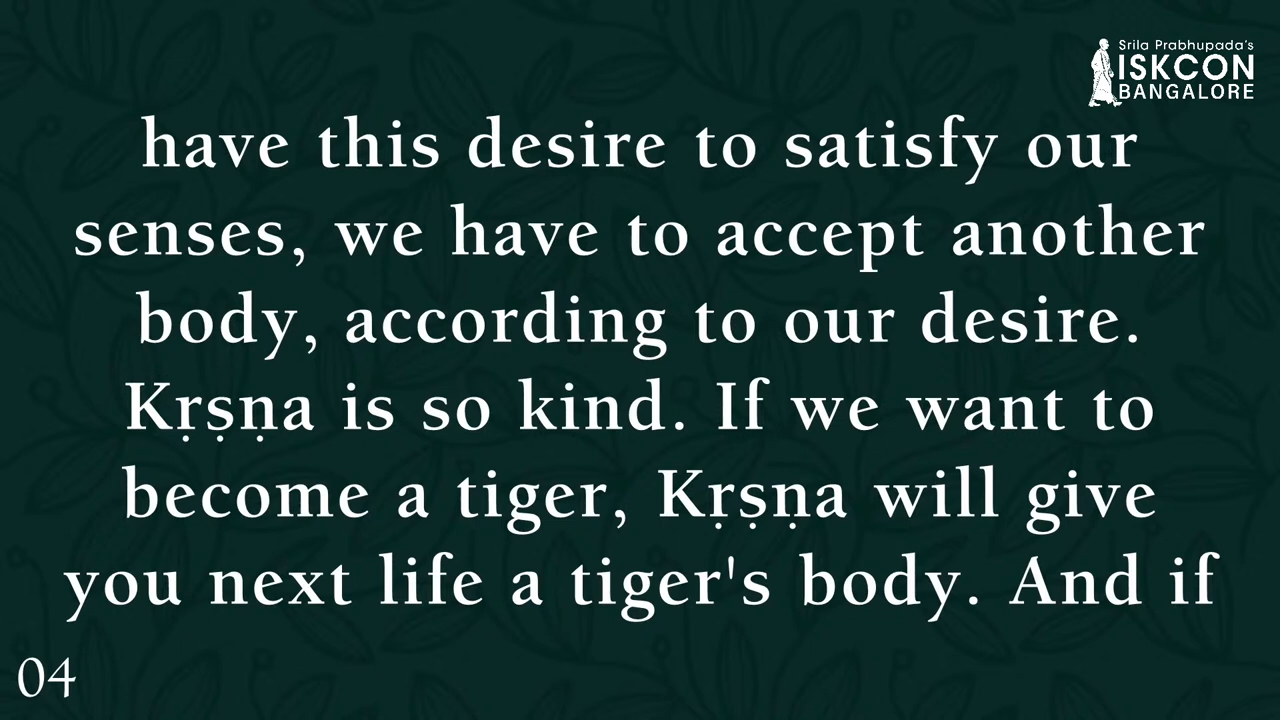 Srila Prabhupada's
ISKCON
BANGALORE
have this desire to satisfy our
senses, we have to accept another
body, according to our desire.
Kṛṣṇa is so kind. If we want to
become a tiger, Kṛṣṇa will give
you next life a tiger's body. And if
04